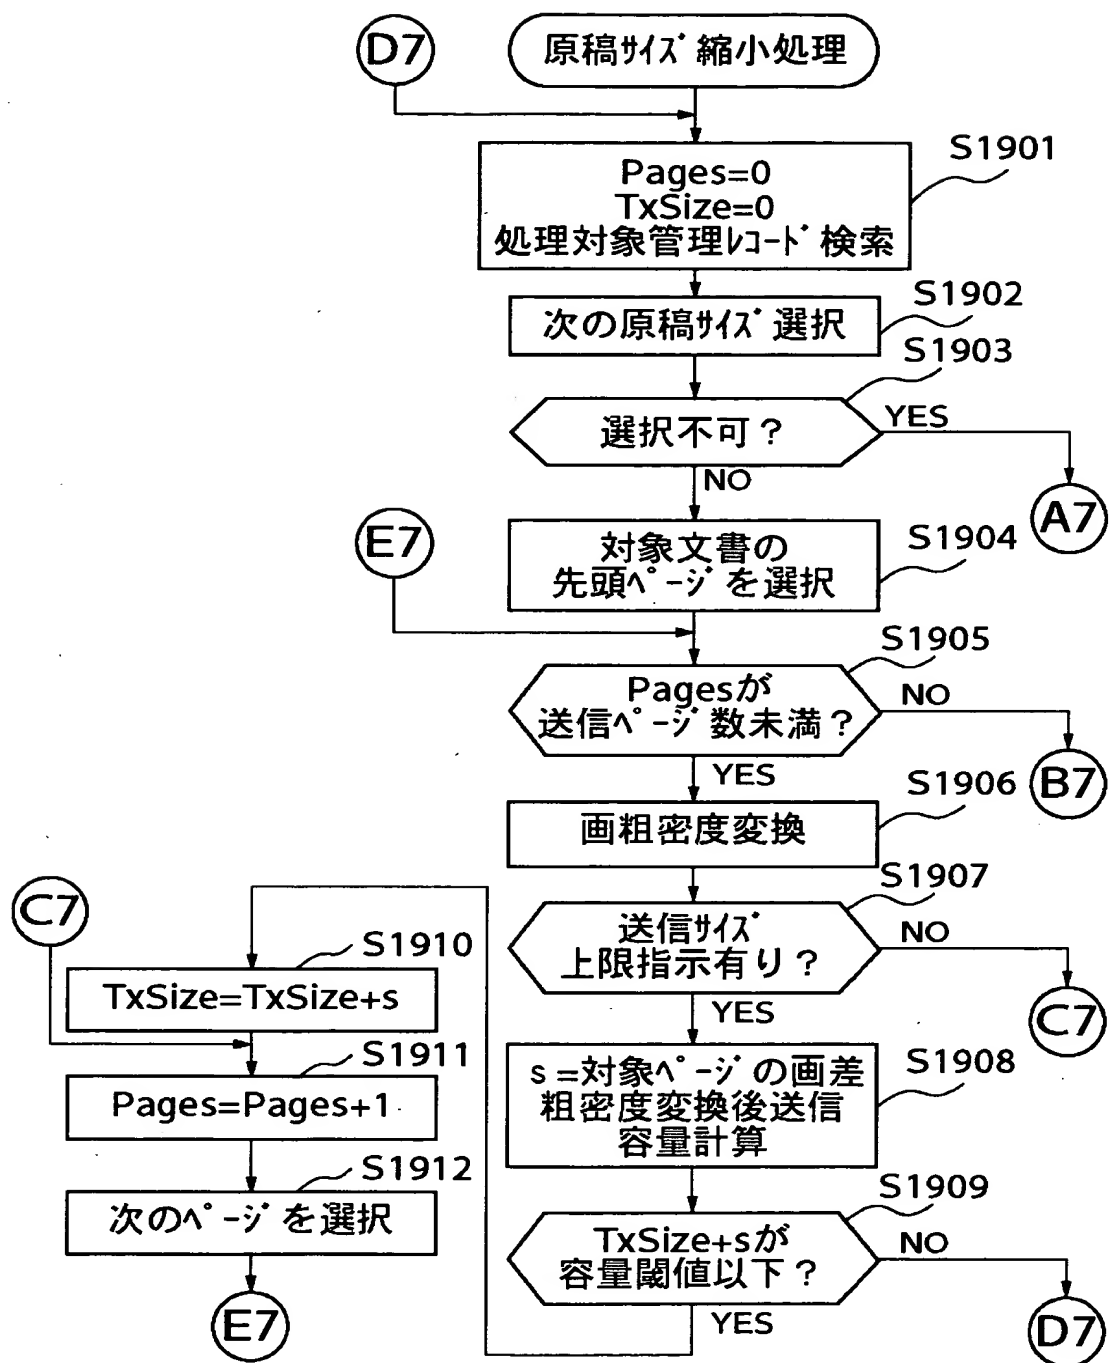 D7
原稿ｻｲｽﾞ縮小処理
S1901
Pages=0
TxSize=0
処理対象管理ﾚｺｰﾄﾞ検索
S1902
次の原稿ｻｲｽﾞ選択
S1903
選択不可？
YES
NO
A7
E7
S1904
対象文書の
先頭ﾍﾟｰｼﾞを選択
S1905
Pagesが
送信ﾍﾟｰｼﾞ数未満？
NO
YES
B7
S1906
画粗密度変換
S1907
送信ｻｲｽﾞ
上限指示有り？
NO
YES
C7
S1908
s=対象ﾍﾟｰｼﾞの画差
粗密度変換後送信
容量計算
S1909
TxSize+sが
容量閾値以下？
NO
YES
D7
C7
S1910
TxSize=TxSize+s
S1911
Pages=Pages+1
S1912
次のﾍﾟｰｼﾞを選択
E7